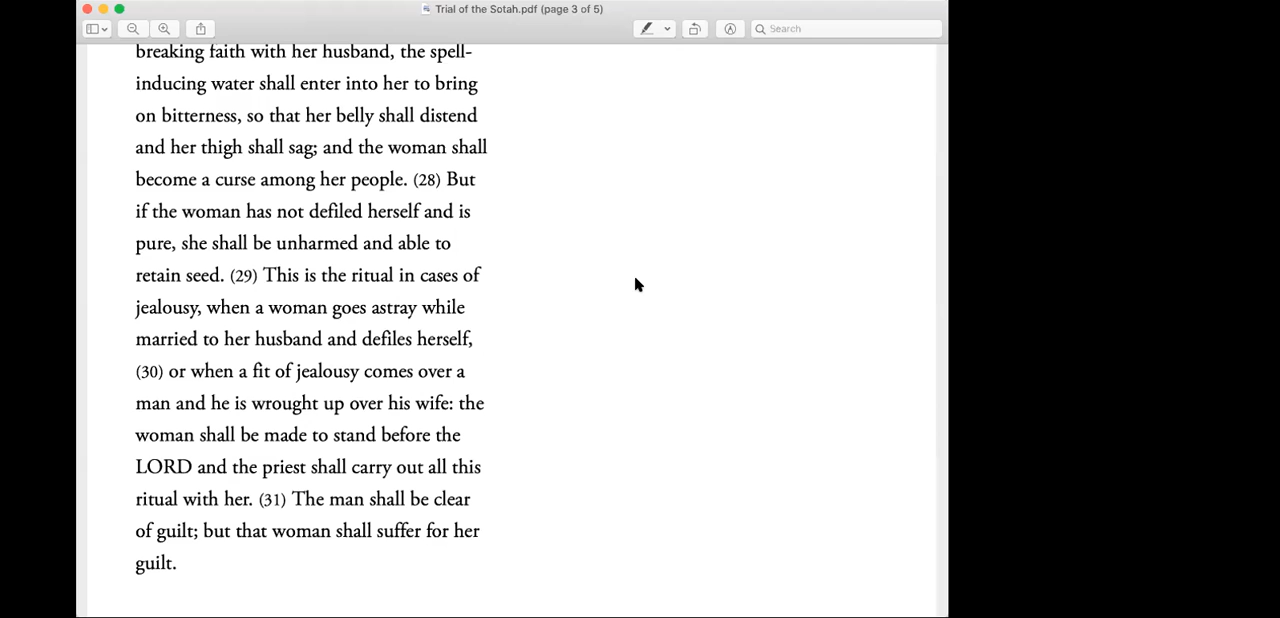 Trial of the Sotah.pdf (page 3 of 5)
Search
breaking faith with her husband, the spell-
inducing water shall enter into her to bring
on bitterness, so that her belly shall distend
and her thigh shall sag; and the woman shall
become a curse among her people. (28) But
if the woman has not defiled herself and is
pure, she shall be unharmed and able to
retain seed. (29) This is the ritual in cases of
jealousy, when a woman goes astray while
married to her husband and defiles herself,
(30) or when a fit of jealousy comes over a
man and he is wrought up over his wife: the
woman shall be made to stand before the
LORD and the priest shall carry out all this
ritual with her. (31) The man shall be clear
of guilt; but that woman shall suffer for her
guilt.